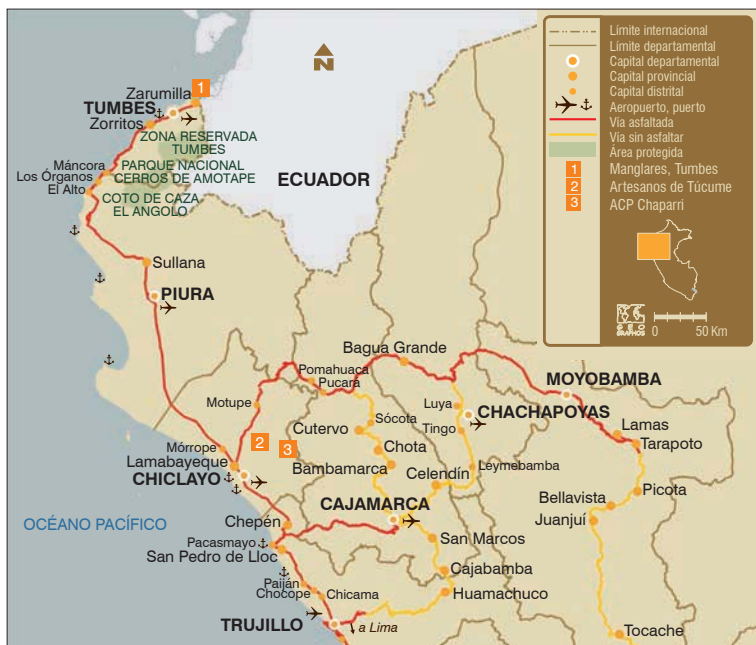 Límite internacional
Límite departamental
Capital departamental
Capital provincial
Capital distrital
Aeropuerto, puerto
Vía asfaltada
Vía sin asfaltar
Área protegida
1 Manglares, Tumbes
2 Artesanos de Túcume
3 ACP Chaparri
GEO
GRAPHOS
0 50 Km
N
Zarumilla 1
TUMBES
Zorritos
ZONA RESERVADA
TUMBES
Máncora
PARQUE NACIONAL
CERROS DE AMOTAPE
Los Órganos
El Alto
COTO DE CAZA
EL ANGOLO
ECUADOR
Sullana
PIURA
Bagua Grande
Pomahuaca
Pucará
MOYOBAMBA
Motupe
Luya
CHACHAPOYAS
Sócota
Cutervo
Tingo
Lamas
Tarapoto
Mórrope
2
3
Chota
Lamabayeque
Bambamarca
Leymebamba
CHICLAYO
Celendín
Picota
Bellavista
CAJAMARCA
Juanjuí
OCÉANO PACÍFICO
Chepén
Pacasmayo
San Marcos
San Pedro de Lloc
Cajabamba
Paiján
Chocope
Chicama
Huamachuco
TRUJILLO
a Lima
Tocache